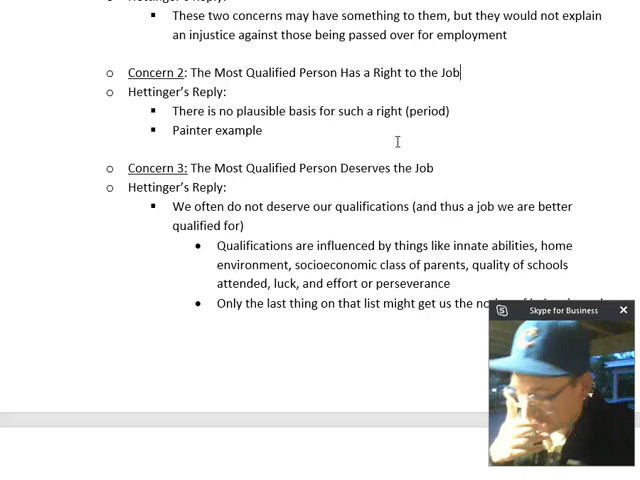 Hettinger's Reply:
These two concerns may have something to them, but they would not explain
an injustice against those being passed over for employment
Concern 2: The Most Qualified Person Has a Right to the Job
Hettinger's Reply:
There is no plausible basis for such a right (period)
Painter example
Concern 3: The Most Qualified Person Deserves the Job
Hettinger's Reply:
We often do not deserve our qualifications (and thus a job we are better
qualified for)
Qualifications are influenced by things like innate abilities, home
environment, socioeconomic class of parents, quality of schools
attended, luck, and effort or perseverance
Only the last thing on that list might get us the
Skype for Business